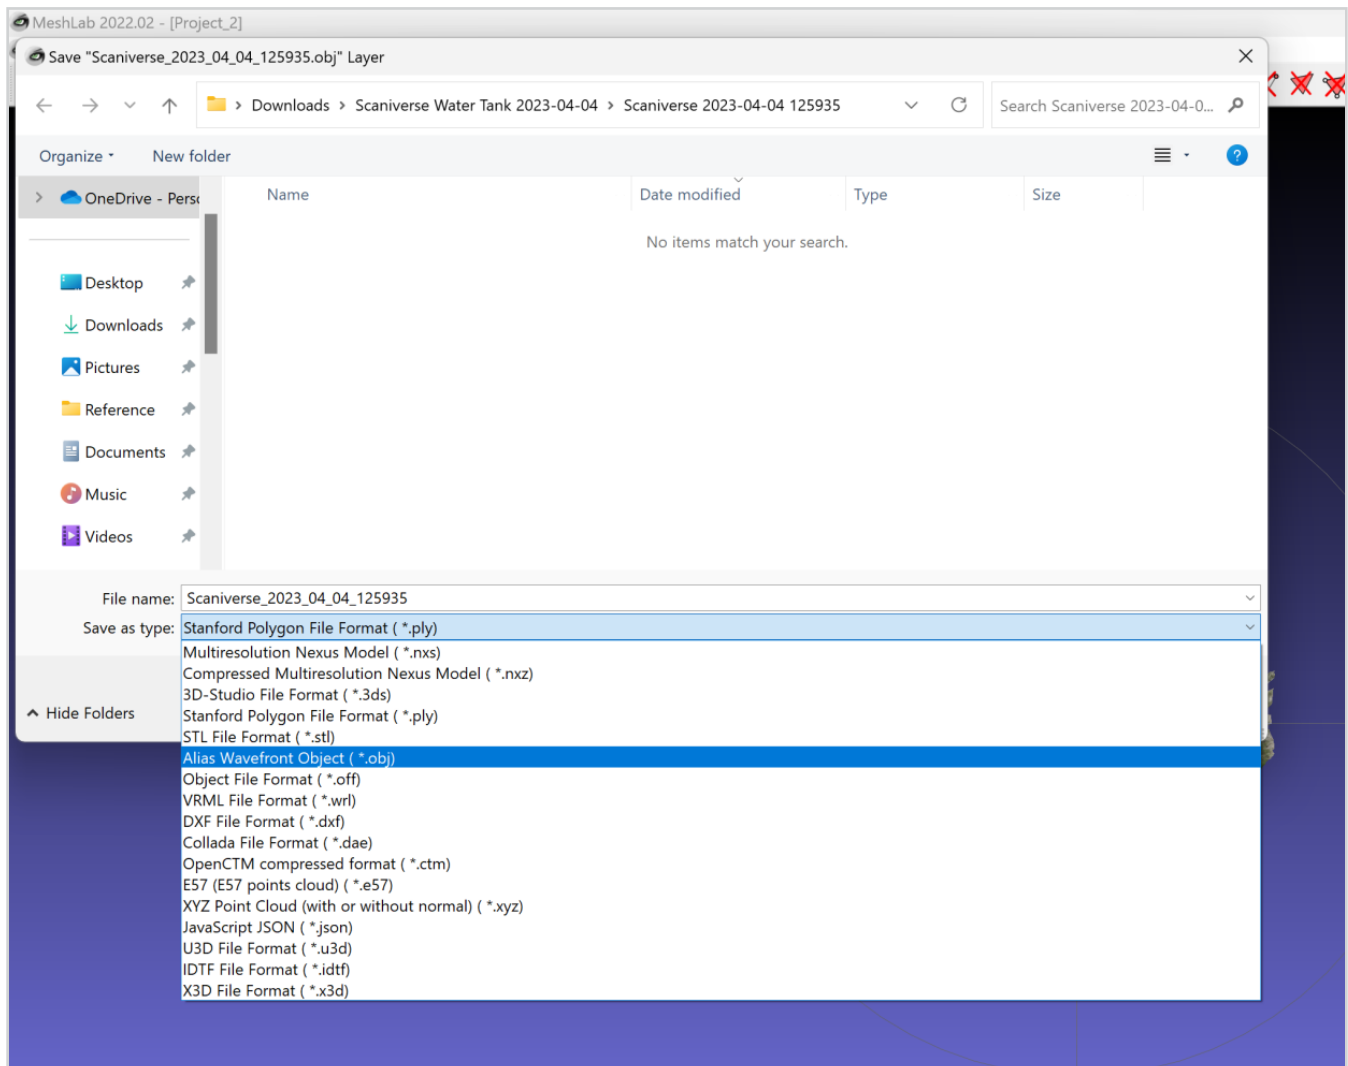 MeshLab 2022.02 - [Project_2]
Save "Scaniverse_2023_04_04_125935.obj" Layer
Downloads Scaniverse Water Tank 2023-04-04 Scaniverse 2023-04-04 125935
Search Scaniverse 2023-04-0...
Organize New folder
OneDrive - Perso
Name Date modified Type Size
No items match your search.
Desktop
Downloads
Pictures
Reference
Documents
Music
Videos
File name: Scaniverse_2023_04_04_125935
Save as type: Stanford Polygon File Format ( *.ply)
Multiresolution Nexus Model ( *.nxs)
Compressed Multiresolution Nexus Model ( *.nxz)
3D-Studio File Format ( *.3ds)
Stanford Polygon File Format ( *.ply)
STL File Format ( *.stl)
Alias Wavefront Object ( *.obj)
Object File Format ( *.off)
VRML File Format ( *.wrl)
DXF File Format ( *.dxf)
Collada File Format ( *.dae)
OpenCTM compressed format ( *.ctm)
E57 (E57 points cloud) ( *.e57)
XYZ Point Cloud (with or without normal) ( *.xyz)
JavaScript JSON ( *.json)
U3D File Format ( *.u3d)
IDTF File Format ( *.idtf)
X3D File Format ( *.x3d)
Hide Folders